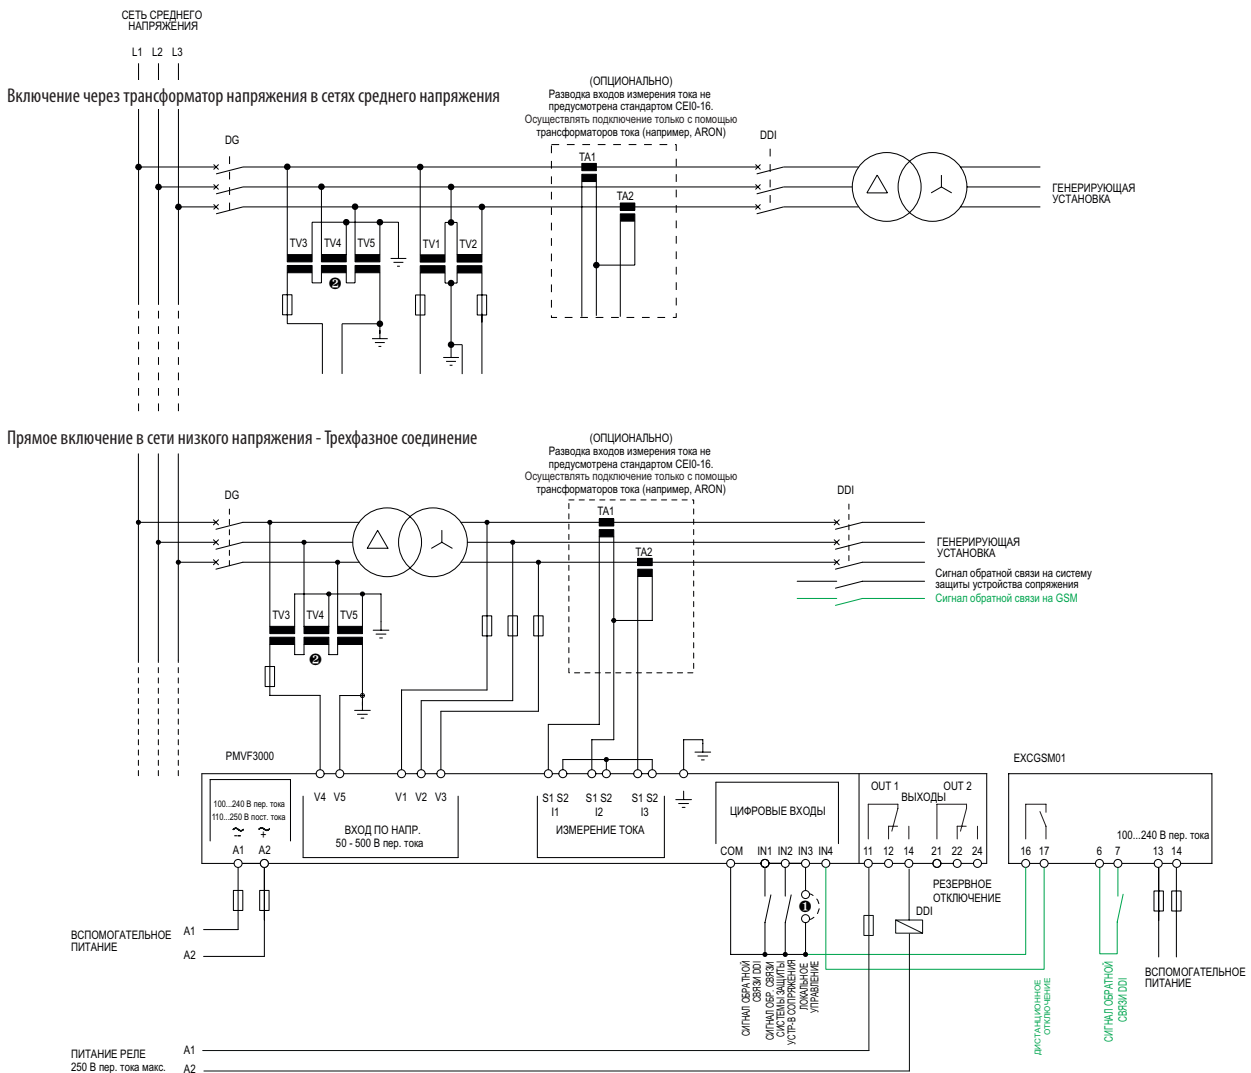 СЕТЬ СРЕДНЕГО
НАПРЯЖЕНИЯ
L1 L2 L3
Включение через трансформатор напряжения в сетях среднего напряжения
(ОПЦИОНАЛЬНО)
Разводка входов измерения тока не
предусмотрена стандартом CEI0-16.
Осуществлять подключение только с помощью
трансформаторов тока (например, ARON)
DG
DDI
TA1
TA2
ГЕНЕРИРУЮЩАЯ
УСТАНОВКА
TV3 TV4 TV5 TV1 TV2
2
Прямое включение в сети низкого напряжения - Трехфазное соединение
(ОПЦИОНАЛЬНО)
Разводка входов измерения тока не
предусмотрена стандартом CEI0-16.
Осуществлять подключение только с помощью
трансформаторов тока (например, ARON)
DG
DDI
TA1
TA2
ГЕНЕРИРУЮЩАЯ
УСТАНОВКА
Сигнал обратной связи на систему
защиты устройства сопряжения
Сигнал обратной связи на GSM
TV3 TV4 TV5
2
PMVF3000
EXCGSM01
100...240 В пер. тока
110...250 В пост. тока
~ ~
− +
A1 A2
V4 V5 V1 V2 V3
ВХОД ПО НАПР.
50 - 500 В пер. тока
S1 S2 S1 S2 S1 S2
I1 I2 I3
ИЗМЕРЕНИЕ ТОКА
ЦИФРОВЫЕ ВХОДЫ
COM IN1 IN2 IN3 IN4
OUT 1 OUT 2
ВЫХОДЫ
11 12 14 21 22 24
100...240 В пер. тока
16 17 6 7 13 14
РЕЗЕРВНОЕ
ОТКЛЮЧЕНИЕ
DDI
1
ВСПОМОГАТЕЛЬНОЕ
ПИТАНИЕ
A1
A2
СИГНАЛ ОБРАТНОЙ
СВЯЗИ DDI
СИГНАЛ ОБР. СВЯЗИ
СИСТЕМЫ ЗАЩИТЫ
УСТР-В СОПРЯЖЕНИЯ
ЛОКАЛЬНОЕ
УПРАВЛЕНИЕ
ДИСТАНЦИОННОЕ
ОТКЛЮЧЕНИЕ
СИГНАЛ ОБРАТНОЙ
СВЯЗИ DDI
ВСПОМОГАТЕЛЬНОЕ
ПИТАНИЕ
ПИТАНИЕ РЕЛЕ
250 В пер. тока макс.
A1
A2